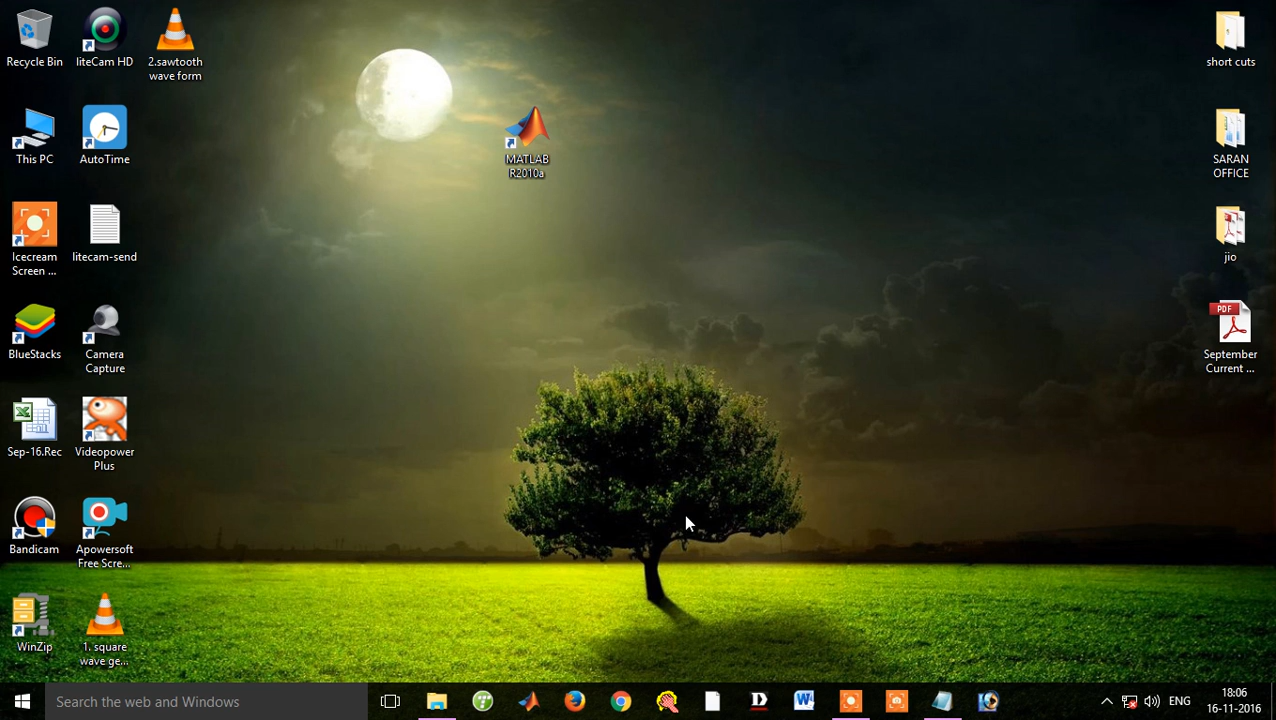 Recycle Bin
liteCam HD
2.sawtooth
wave form
This PC
AutoTime
Icecream
Screen ...
litecam-send
BlueStacks
Camera
Capture
Sep-16.Rec
Videopower
Plus
Bandicam
Apowersoft
Free Scre...
WinZip
1. square
wave ge...
MATLAB
R2010a
short cuts
SARAN
OFFICE
jio
PDF
September
Current ...
Search the web and Windows
ENG
18:06
16-11-2016